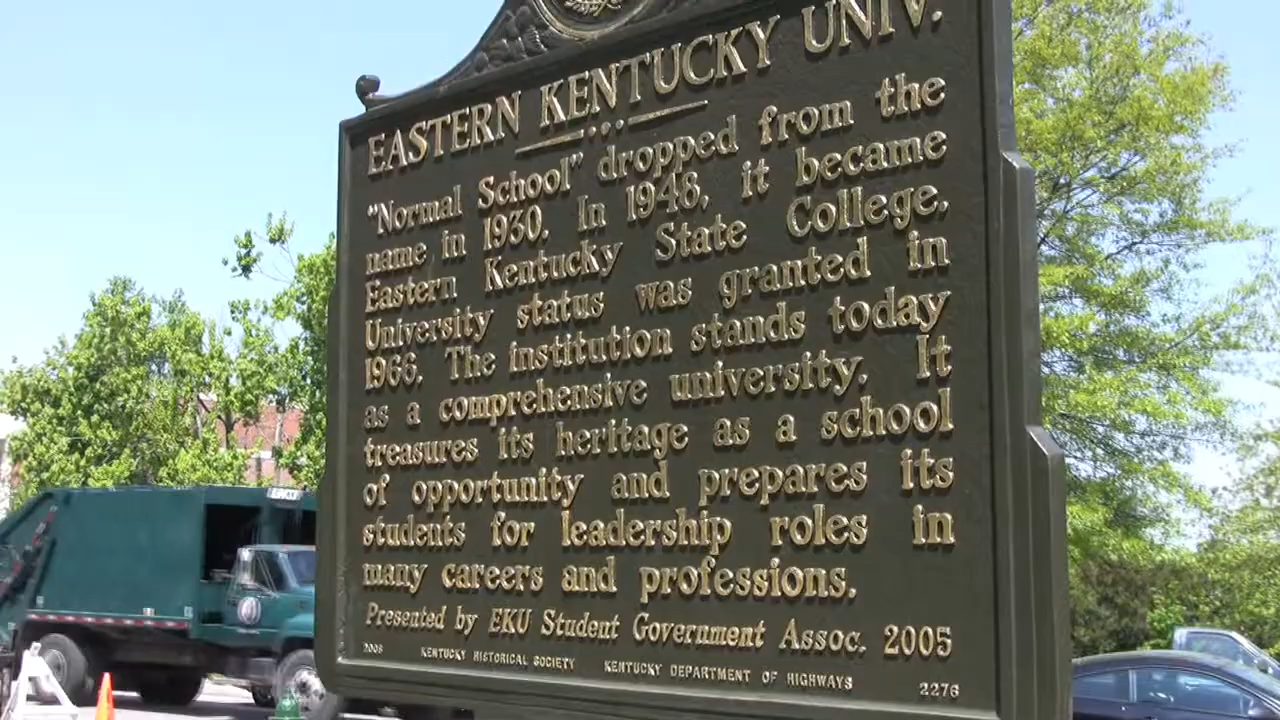 EASTERN KENTUCKY UNIV.
"Normal School" dropped from the
name in 1930. In 1948, it became
Eastern Kentucky State College.
University status was granted in
1966. The institution stands today
as a comprehensive university. It
treasures its heritage as a school
of opportunity and prepares its
students for leadership roles in
many careers and professions.
Presented by EKU Student Government Assoc. 2005
KENTUCKY HISTORICAL SOCIETY KENTUCKY DEPARTMENT OF HIGHWAYS
2276